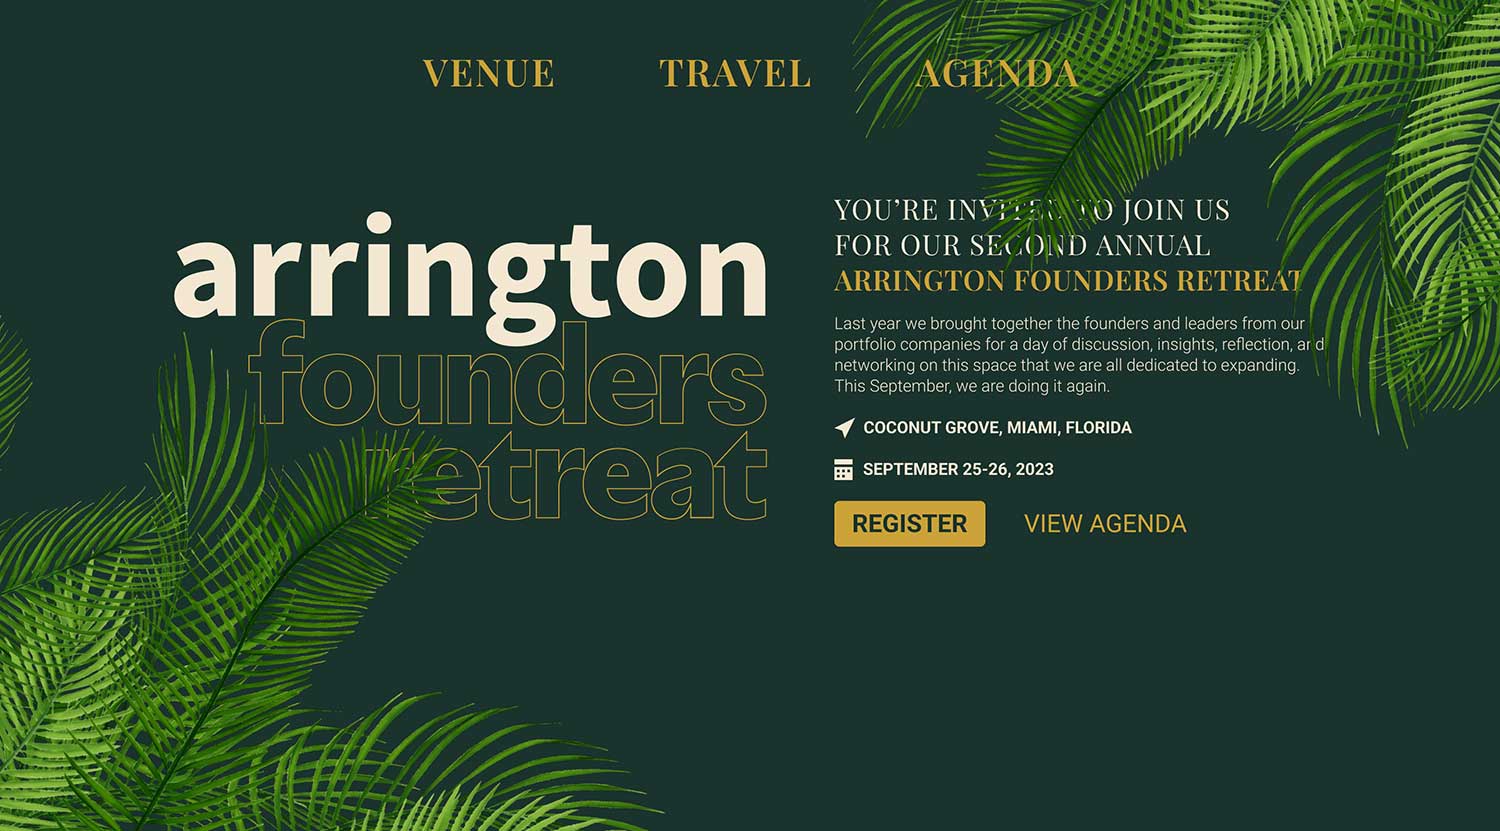 VENUE TRAVEL AGENDA
arrington
founders
retreat
YOU’RE INVITED TO JOIN US
FOR OUR SECOND ANNUAL
ARRINGTON FOUNDERS RETREAT
Last year we brought together the founders and leaders from our
portfolio companies for a day of discussion, insights, reflection, and
networking on this space that we are all dedicated to expanding.
This September, we are doing it again.
COCONUT GROVE, MIAMI, FLORIDA
SEPTEMBER 25-26, 2023
REGISTER VIEW AGENDA